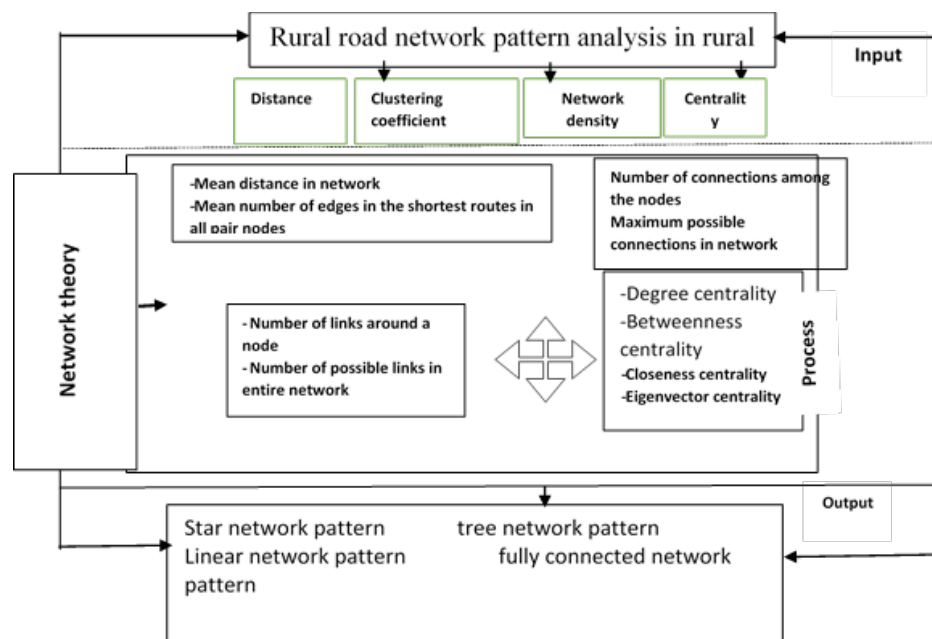 Rural road network pattern analysis in rural
Input
Distance
Clustering
coefficient
Network
density
Centralit
y
Network theory
-Mean distance in network
-Mean number of edges in the shortest routes in
all pair nodes
Number of connections among
the nodes
Maximum possible
connections in network
- Number of links around a
node
- Number of possible links in
entire network
-Degree centrality
-Betweenness
centrality
-Closeness centrality
-Eigenvector centrality
Process
Output
Star network pattern tree network pattern
Linear network pattern fully connected network
pattern